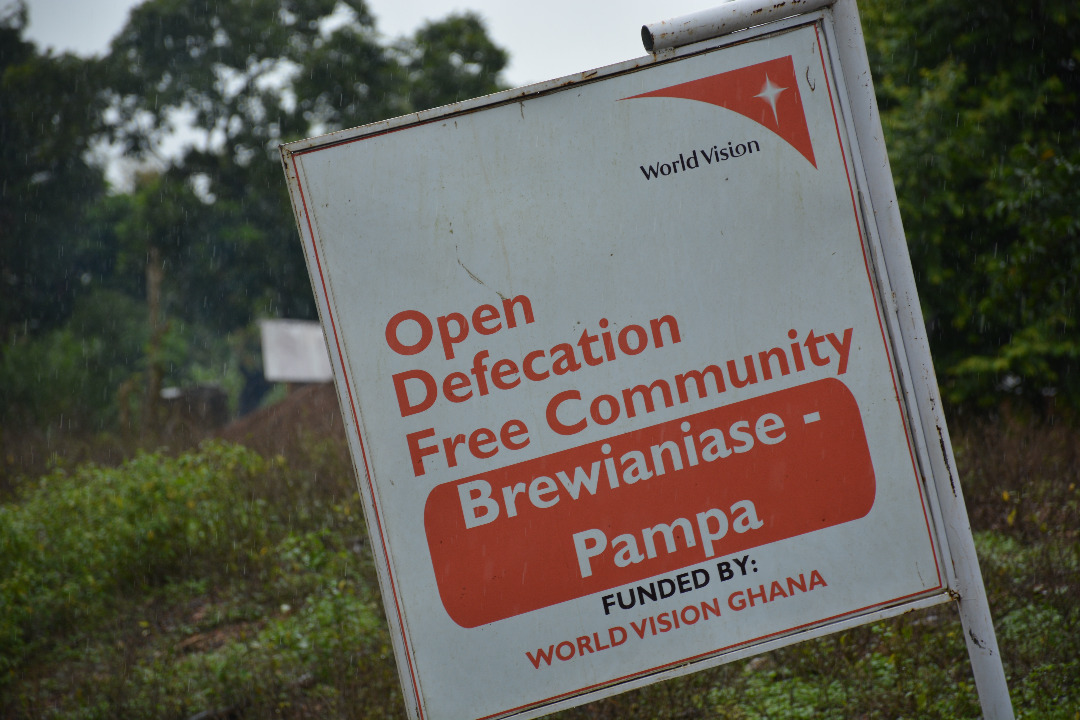 World Vision
Open
Defecation
Free Community
Brewianiase -
Pampa
FUNDED BY:
WORLD VISION GHANA